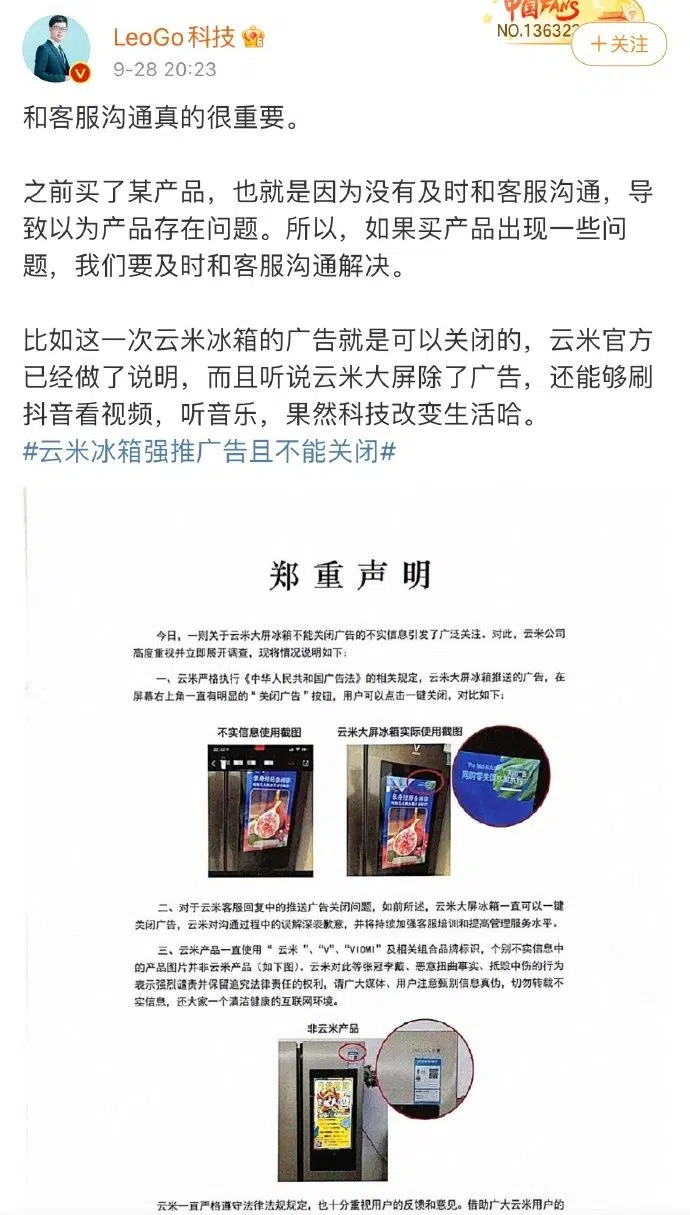 LeoGo科技
9-28 20:23
中国FANS
NO.13632
+关注
和客服沟通真的很重要。
之前买了某产品，也就是因为没有及时和客服沟通，导
致以为产品存在问题。所以，如果买产品出现一些问
题，我们要及时和客服沟通解决。
比如这一次云米冰箱的广告就是可以关闭的，云米官方
已经做了说明，而且听说云米大屏除了广告，还能够刷
抖音看视频，听音乐，果然科技改变生活哈。
#云米冰箱强推广告且不能关闭#
郑重声明
今日，一则关于云米大屏冰箱不能关闭广告的不实信息引发了广泛关注。对此，云米公司
高度重视并立即展开调查，现将情况说明如下：
一、云米严格执行《中华人民共和国广告法》的相关规定，云米大屏冰箱推送的广告，在
屏幕右上角一直有明显的“关闭广告”按钮，用户可以点击一键关闭，对比如下：
不实信息使用截图 云米大屏冰箱实际使用截图
二、对于云米客服回复中的推送广告关闭问题，如前所述，云米大屏冰箱一直可以一键
关闭广告，云米对沟通过程中的误解深表歉意，并将持续加强客服培训和提高管理服务水平。
三、云米产品一直使用“云米”、“V”、“VIOMI”及相关组合品牌标识，个别不实信息中
的产品图片并非云米产品（如下图）。云米对此等张冠李戴、恶意扭曲事实、抵毁中伤的行为
表示强烈谴责并保留追究法律责任的权利，请广大媒体、用户注意甄别信息真伪，切勿转载不
实信息，还大家一个清洁健康的互联网环境。
非云米产品
云米一直严格遵守法律法规规定，也十分重视用户的反馈和意见。借助广大云米用户的